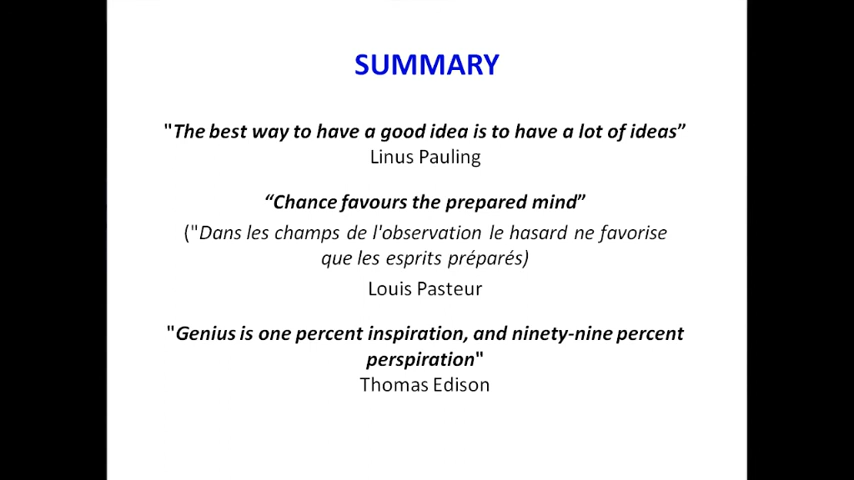 SUMMARY
"The best way to have a good idea is to have a lot of ideas”
Linus Pauling
“Chance favours the prepared mind”
("Dans les champs de l'observation le hasard ne favorise
que les esprits préparés)
Louis Pasteur
"Genius is one percent inspiration, and ninety-nine percent
perspiration"
Thomas Edison